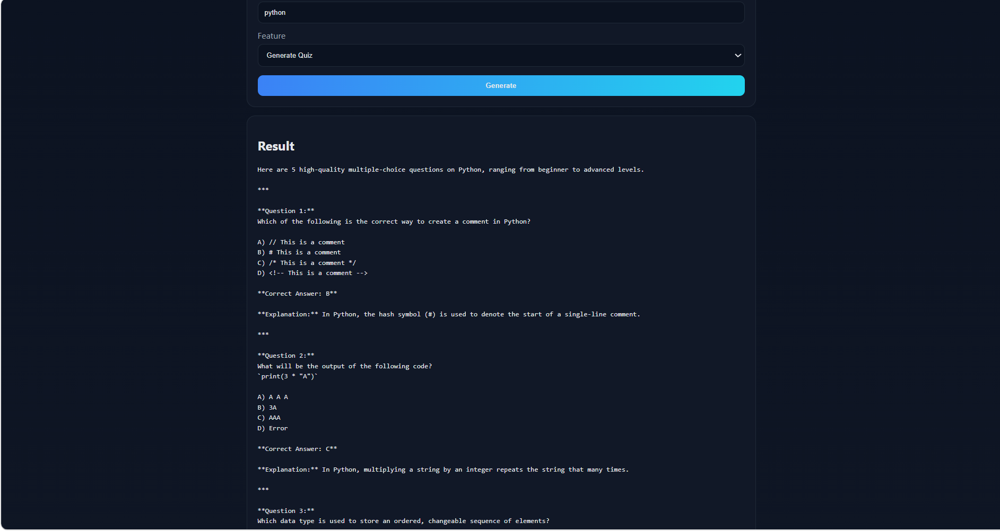 python
Feature
Generate Quiz
Generate
Result
Here are 5 high-quality multiple-choice questions on Python, ranging from beginner to advanced levels.
***
**Question 1:**
Which of the following is the correct way to create a comment in Python?
A) // This is a comment
B) # This is a comment
C) /* This is a comment */
D) <!-- This is a comment -->
**Correct Answer: B**
**Explanation:** In Python, the hash symbol (#) is used to denote the start of a single-line comment.
***
**Question 2:**
What will be the output of the following code?
`print(3 * "A")`
A) A A A
B) 3A
C) AAA
D) Error
**Correct Answer: C**
**Explanation:** In Python, multiplying a string by an integer repeats the string that many times.
***
**Question 3:**
Which data type is used to store an ordered, changeable sequence of elements?